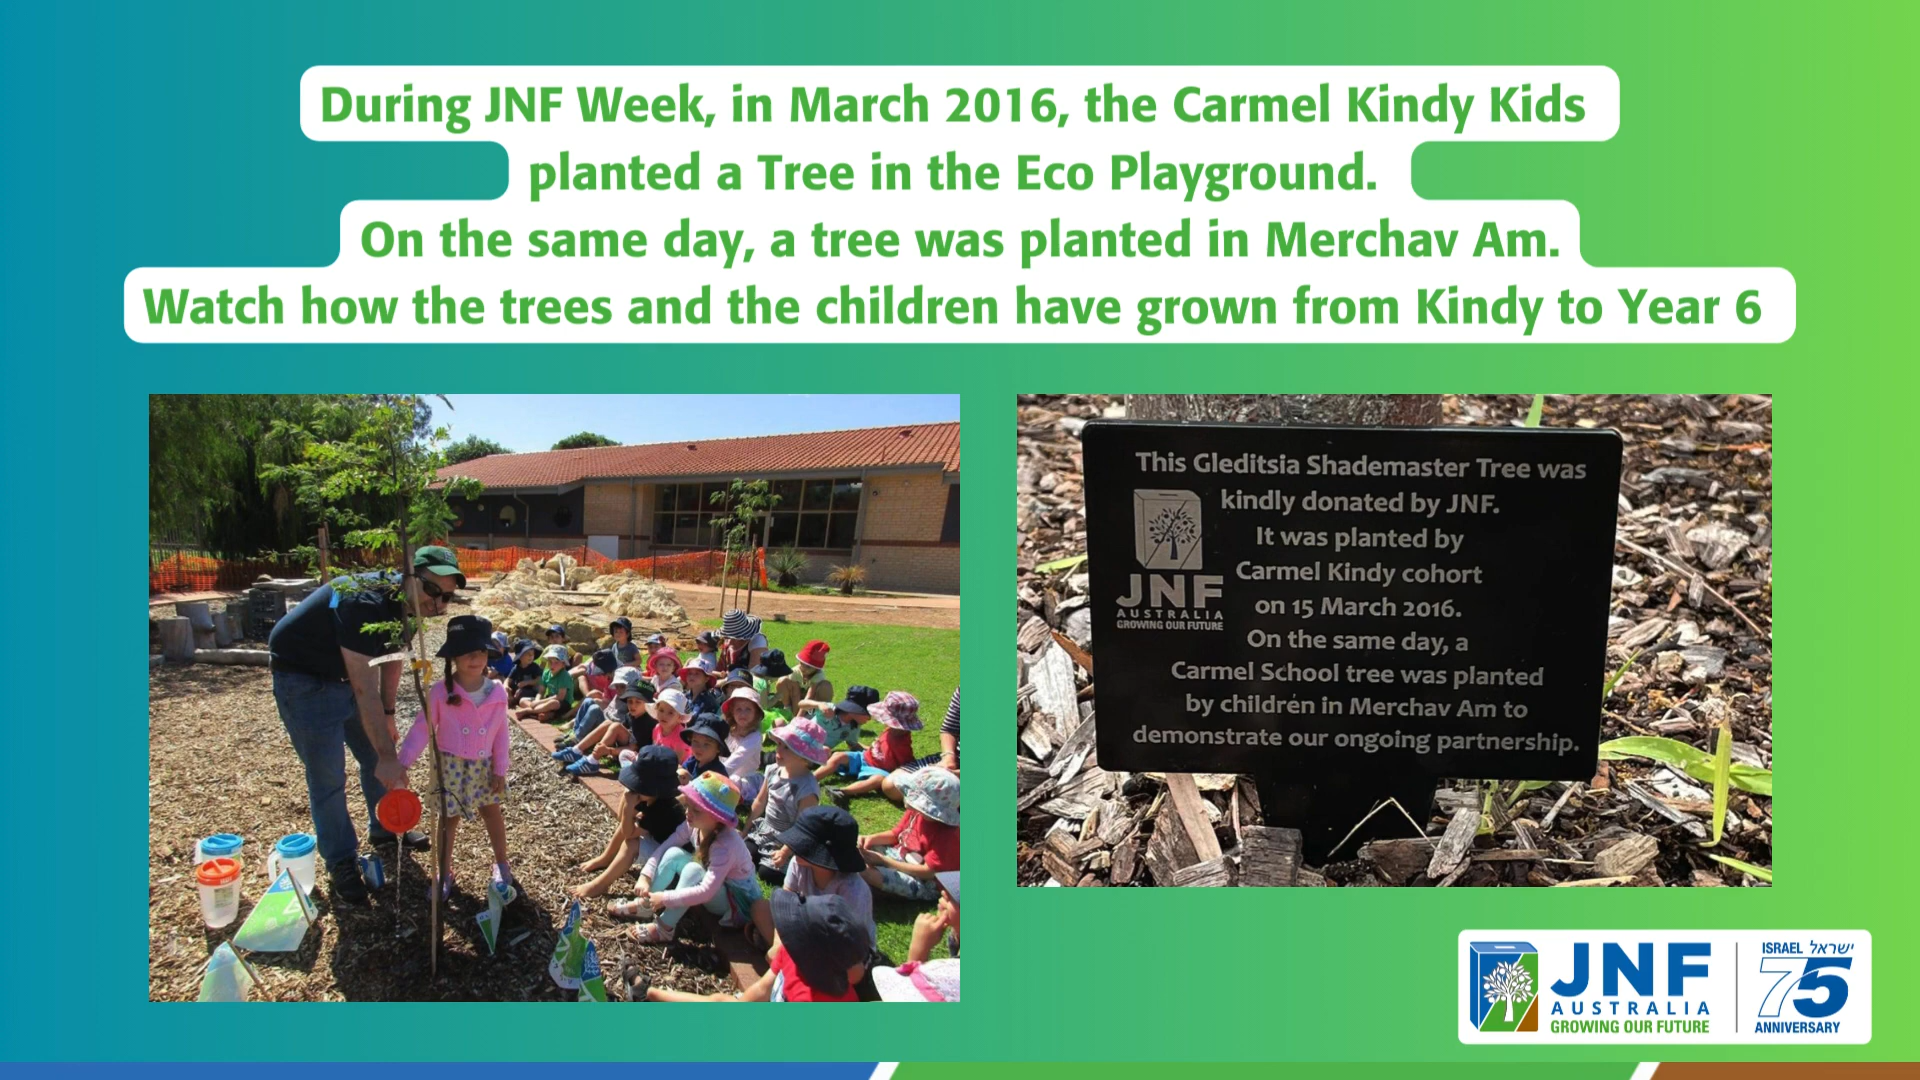 During JNF Week, in March 2016, the Carmel Kindy Kids
planted a Tree in the Eco Playground.
On the same day, a tree was planted in Merchav Am.
Watch how the trees and the children have grown from Kindy to Year 6
This Gleditsia Shademaster Tree was
kindly donated by JNF.
It was planted by
Carmel Kindy cohort
on 15 March 2016.
On the same day, a
Carmel School tree was planted
by children in Merchav Am to
demonstrate our ongoing partnership.
JNF
AUSTRALIA
GROWING OUR FUTURE
JNF
AUSTRALIA
GROWING OUR FUTURE
ISRAEL ישראל
75
ANNIVERSARY